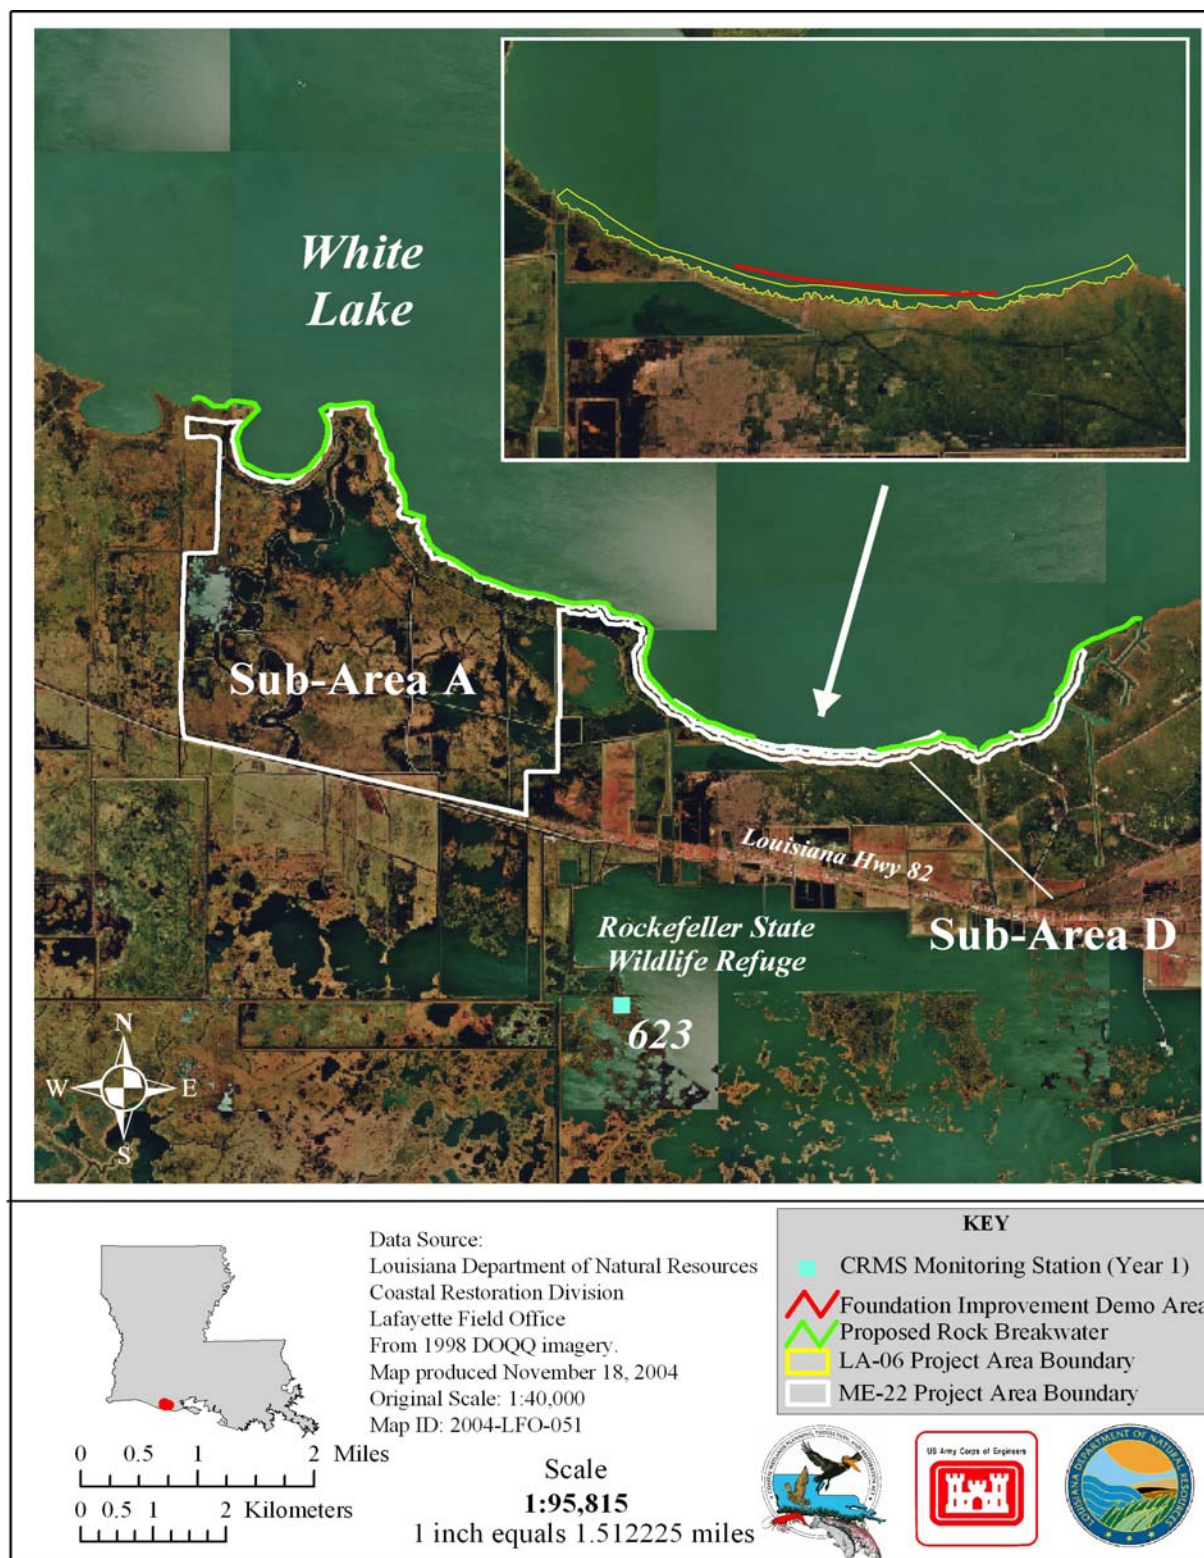 White
Lake
Sub-Area A
Louisiana Hwy 82
Sub-Area D
Rockefeller State
Wildlife Refuge
623
N
W E
S
Data Source:
Louisiana Department of Natural Resources
Coastal Restoration Division
Lafayette Field Office
From 1998 DOQQ imagery.
Map produced November 18, 2004
Original Scale: 1:40,000
Map ID: 2004-LFO-051
0 0.5 1 2 Miles
0 0.5 1 2 Kilometers
Scale
1:95,815
1 inch equals 1.512225 miles
KEY
CRMS Monitoring Station (Year 1)
Foundation Improvement Demo Area
Proposed Rock Breakwater
LA-06 Project Area Boundary
ME-22 Project Area Boundary
US Army Corps of Engineers
LOUISIANA DEPARTMENT OF NATURAL RESOURCES